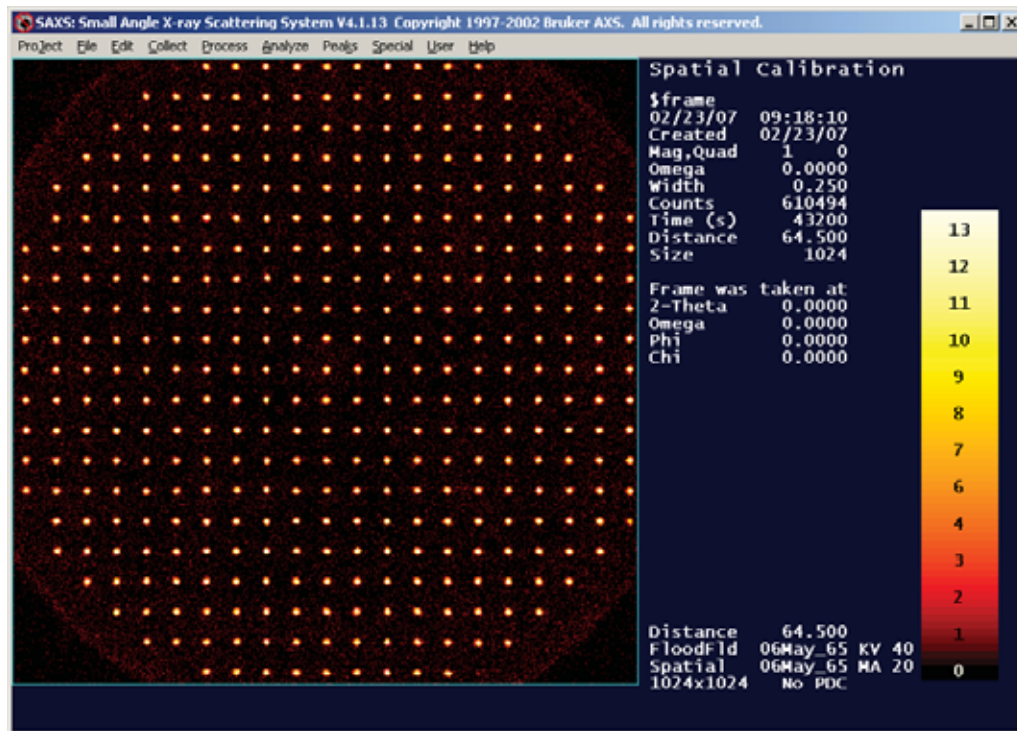 SAXS: Small Angle X-ray Scattering System V4.1.13 Copyright 1997-2002 Bruker AXS. All rights reserved.
Project File Edit Collect Process Analyze Peaks Special User Help
Spatial Calibration
$frame
02/23/07 09:18:10
Created 02/23/07
Mag,Quad 1 0
Omega 0.0000
Width 0.250
Counts 610494
Time (s) 43200
Distance 64.500
Size 1024
Frame was taken at
2-Theta 0.0000
Omega 0.0000
Phi 0.0000
Chi 0.0000
13
12
11
10
9
8
7
6
4
3
2
1
0
Distance 64.500
FloodFld 06May_65 KV 40
Spatial 06May_65 MA 20
1024x1024 No PDC